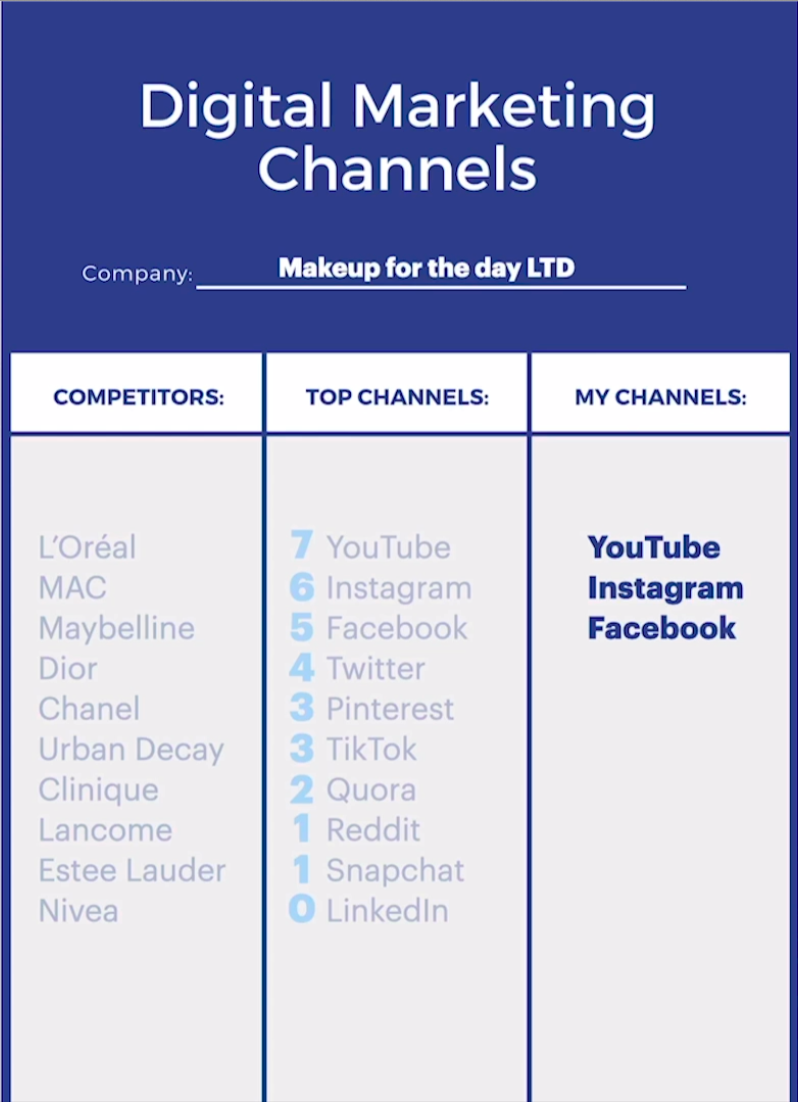 Digital Marketing
Channels
Company: Makeup for the day LTD
COMPETITORS:
TOP CHANNELS:
MY CHANNELS:
L’Oréal
MAC
Maybelline
Dior
Chanel
Urban Decay
Clinique
Lancome
Estee Lauder
Nivea
7 YouTube
6 Instagram
5 Facebook
4 Twitter
3 Pinterest
3 TikTok
2 Quora
1 Reddit
1 Snapchat
0 LinkedIn
YouTube
Instagram
Facebook